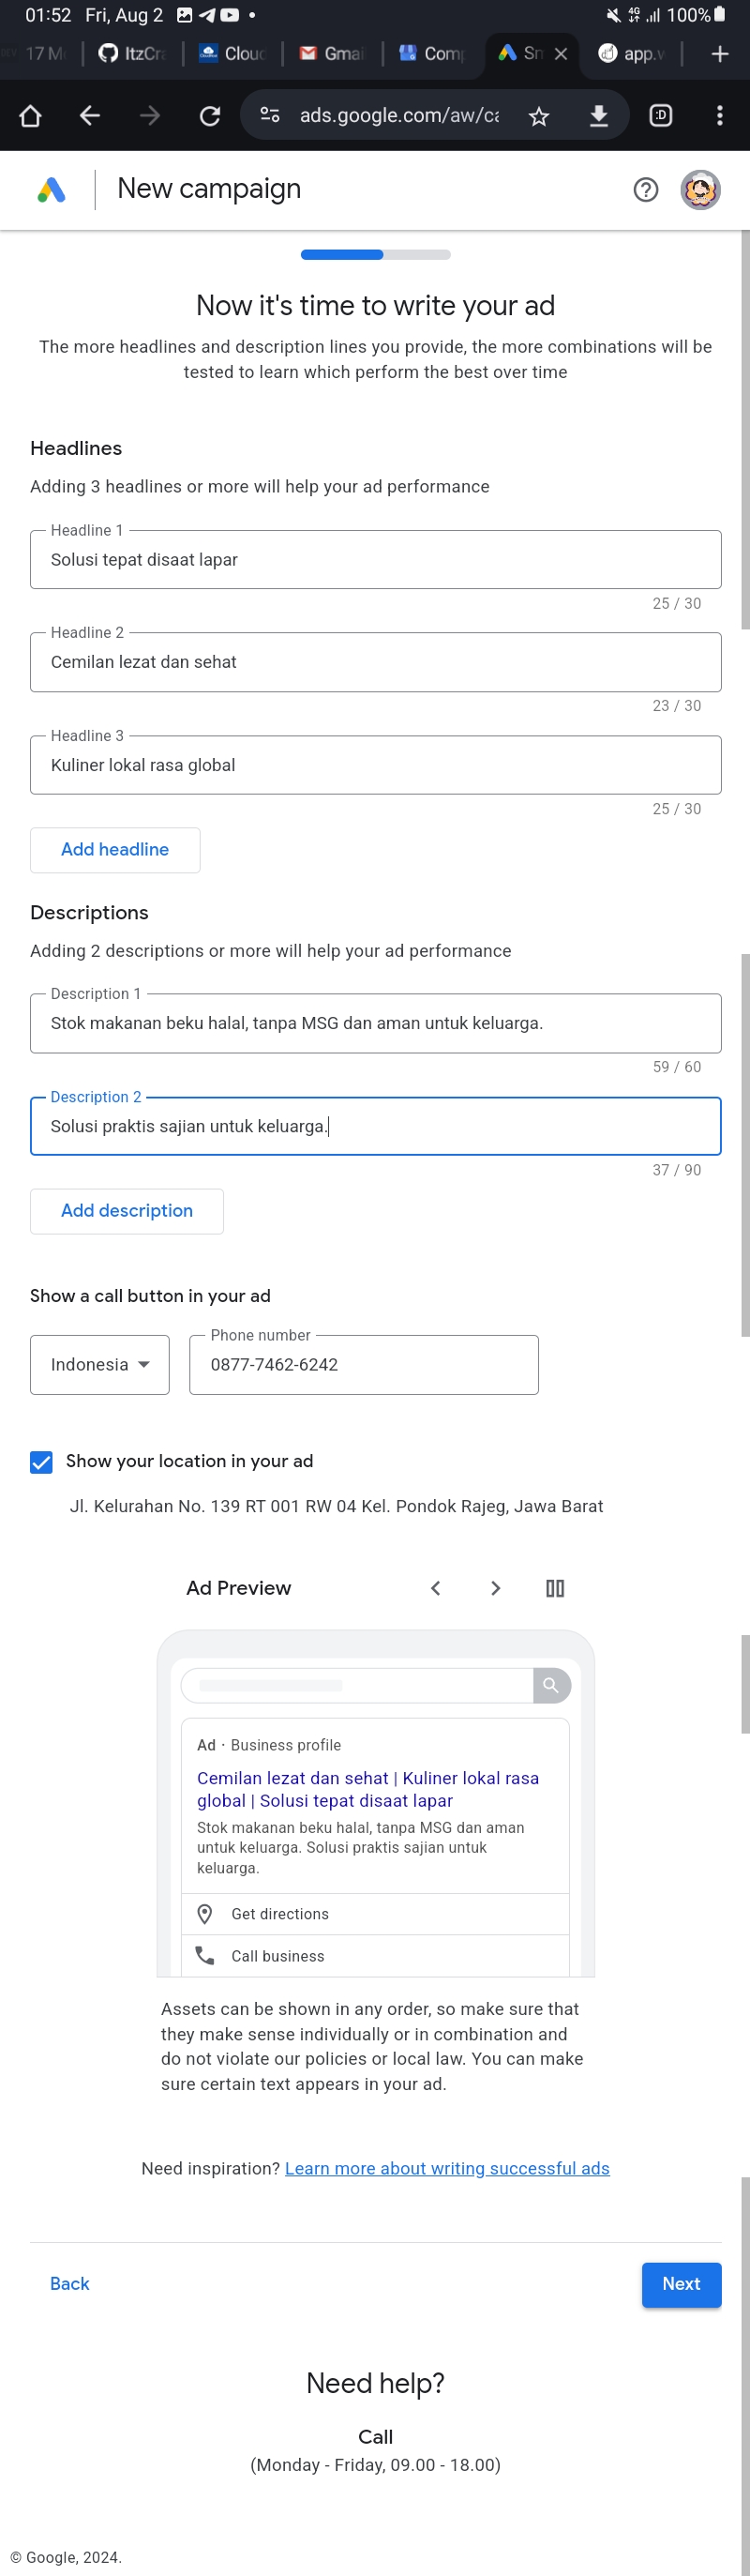 01:52 Fri, Aug 2 4G 100%
17 M ItzCr Cloud Gmai Comp Sm app.w
ads.google.com/aw/ca :D
New campaign
Now it's time to write your ad
The more headlines and description lines you provide, the more combinations will be
tested to learn which perform the best over time
Headlines
Adding 3 headlines or more will help your ad performance
Headline 1
Solusi tepat disaat lapar
25 / 30
Headline 2
Cemilan lezat dan sehat
23 / 30
Headline 3
Kuliner lokal rasa global
25 / 30
Add headline
Descriptions
Adding 2 descriptions or more will help your ad performance
Description 1
Stok makanan beku halal, tanpa MSG dan aman untuk keluarga.
59 / 60
Description 2
Solusi praktis sajian untuk keluarga.
37 / 90
Add description
Show a call button in your ad
Phone number
Indonesia 0877-7462-6242
Show your location in your ad
Jl. Kelurahan No. 139 RT 001 RW 04 Kel. Pondok Rajeg, Jawa Barat
Ad Preview
Ad · Business profile
Cemilan lezat dan sehat | Kuliner lokal rasa
global | Solusi tepat disaat lapar
Stok makanan beku halal, tanpa MSG dan aman
untuk keluarga. Solusi praktis sajian untuk
keluarga.
Get directions
Call business
Assets can be shown in any order, so make sure that
they make sense individually or in combination and
do not violate our policies or local law. You can make
sure certain text appears in your ad.
Need inspiration? Learn more about writing successful ads
Back Next
Need help?
Call
(Monday - Friday, 09.00 - 18.00)
© Google, 2024.